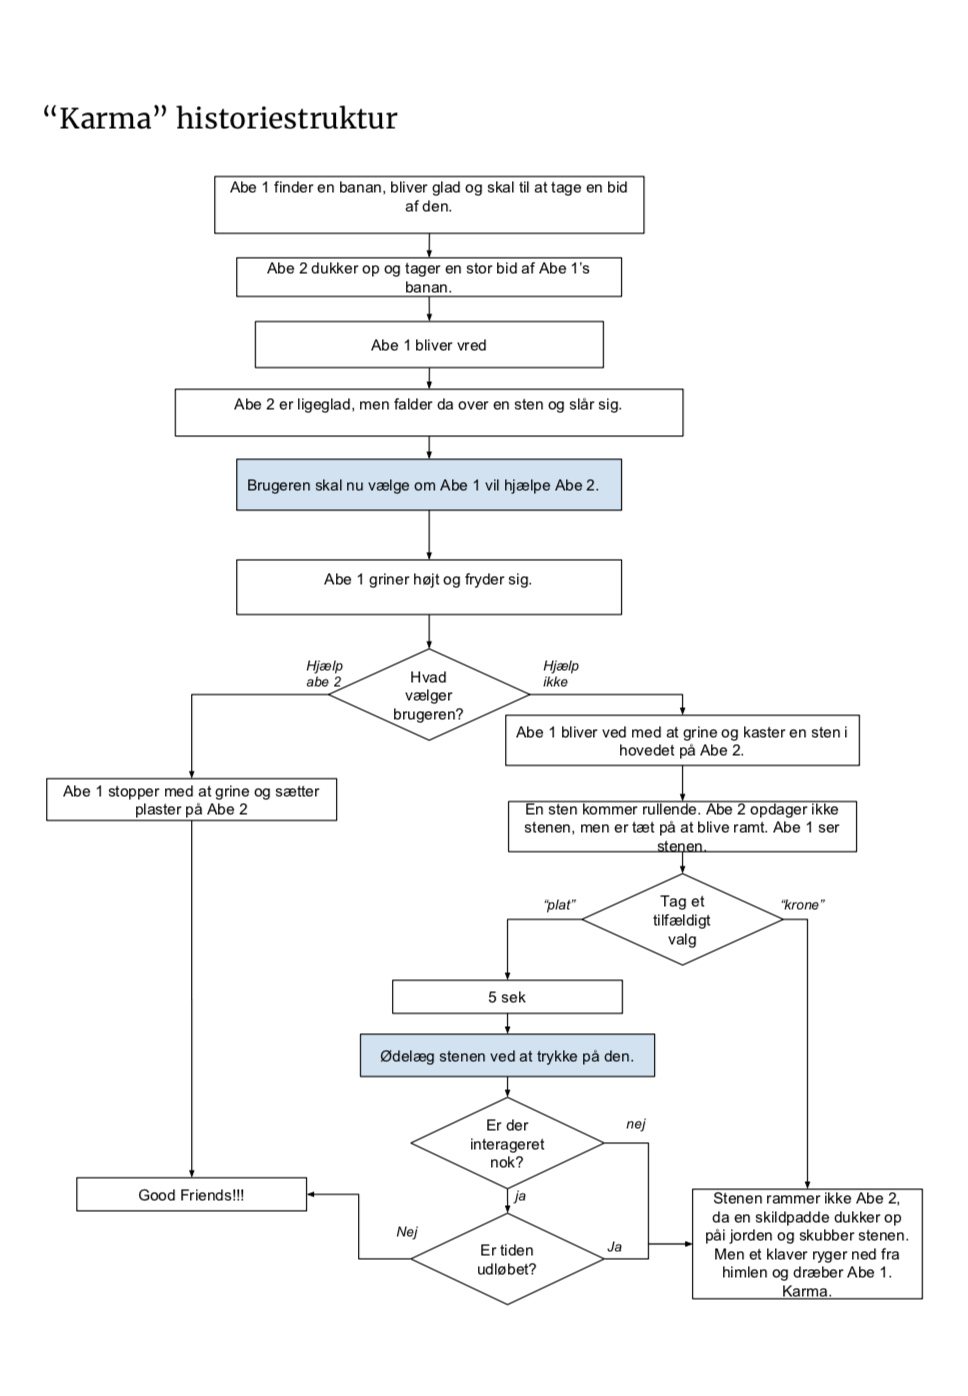 “Karma” historiestruktur
Abe 1 finder en banan, bliver glad og skal til at tage en bid
af den.
Abe 2 dukker op og tager en stor bid af Abe 1’s
banan.
Abe 1 bliver vred
Abe 2 er ligeglad, men falder da over en sten og slår sig.
Brugeren skal nu vælge om Abe 1 vil hjælpe Abe 2.
Abe 1 griner højt og fryder sig.
Hjælp
abe 2
Hvad
vælger
brugeren?
Hjælp
ikke
Abe 1 bliver ved med at grine og kaster en sten i
hovedet på Abe 2.
Abe 1 stopper med at grine og sætter
plaster på Abe 2
En sten kommer rullende. Abe 2 opdager ikke
stenen, men er tæt på at blive ramt. Abe 1 ser
stenen.
“plat”
Tag et
tilfældigt
valg
“krone”
5 sek
Ødelæg stenen ved at trykke på den.
Er der
interageret
nok?
nej
ja
Good Friends!!!
Nej
Er tiden
udløbet?
Ja
Stenen rammer ikke Abe 2,
da en skildpadde dukker op
påi jorden og skubber stenen.
Men et klaver ryger ned fra
himlen og dræber Abe 1.
Karma.